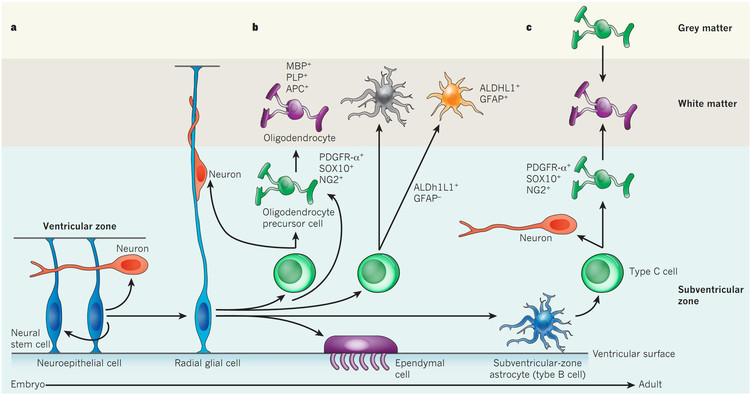 a
b
c
Grey matter
White matter
Subventricular
zone
MBP⁺
PLP⁺
APC⁺
Oligodendrocyte
PDGFR-α⁺
SOX10⁺
NG2⁺
Oligodendrocyte
precursor cell
ALDHL1⁺
GFAP⁺
ALDh1L1⁺
GFAP⁻
PDGFR-α⁺
SOX10⁺
NG2⁺
Neuron
Type C cell
Neuron
Ventricular zone
Neuron
Neural
stem cell
Neuroepithelial cell
Radial glial cell
Ependymal
cell
Subventricular-zone
astrocyte (tybe B cell)
Ventricular surface
Embryo
Adult